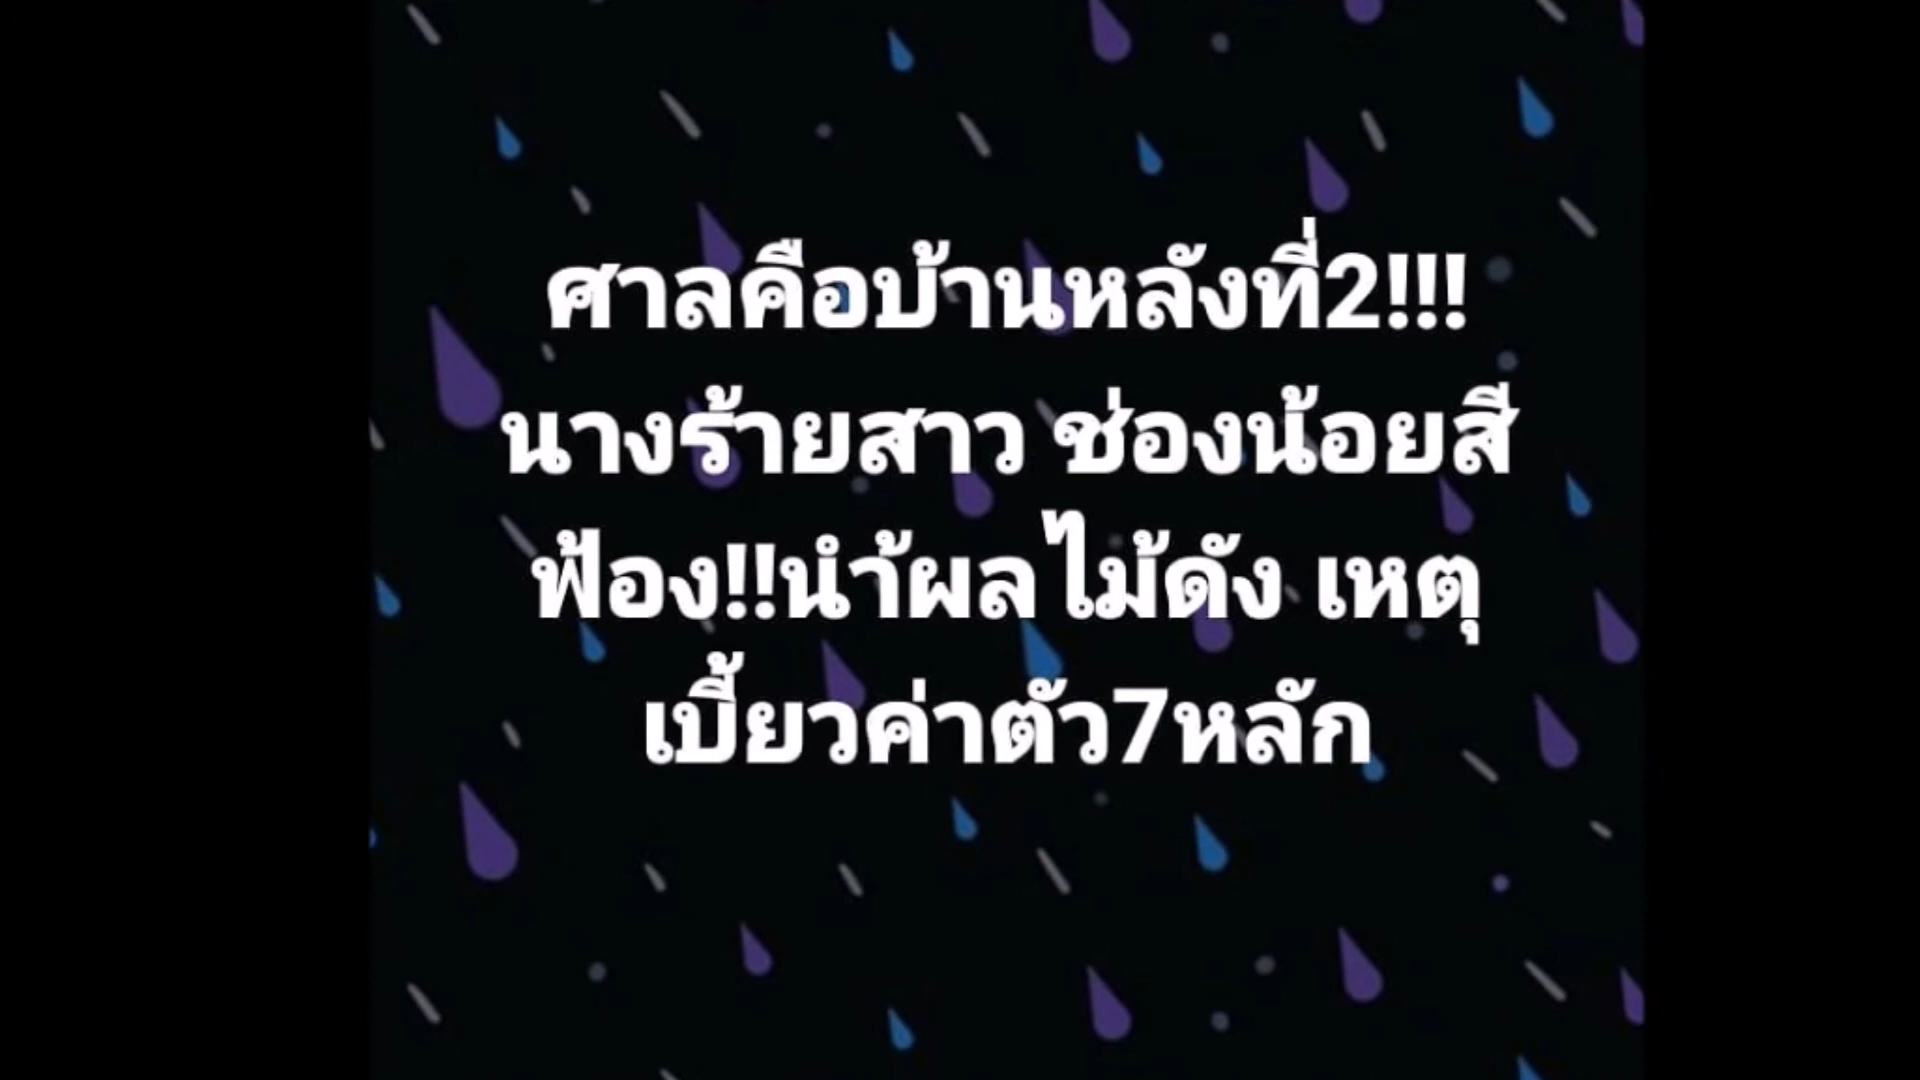 ศาลคือบ้านหลังที่2!!!
นางร้ายสาว ช่องน้อยสี
ฟ้อง!!นำ้ผลไม้ดัง เหตุ
เบี้ยวค่าตัว7หลัก